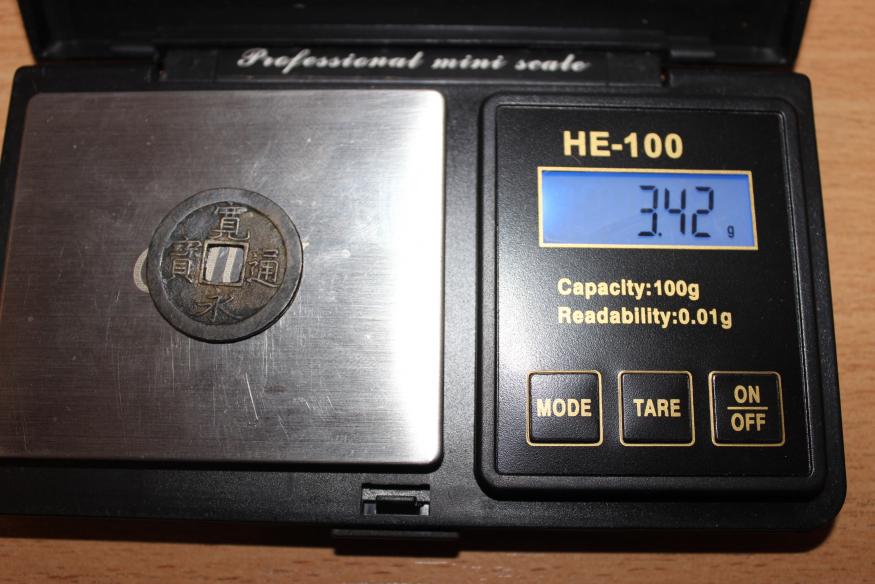 Professional mini scale
寛
寳 通
永
HE-100
3.42 g
Capacity:100g
Readability:0.01g
MODE TARE ON
OFF